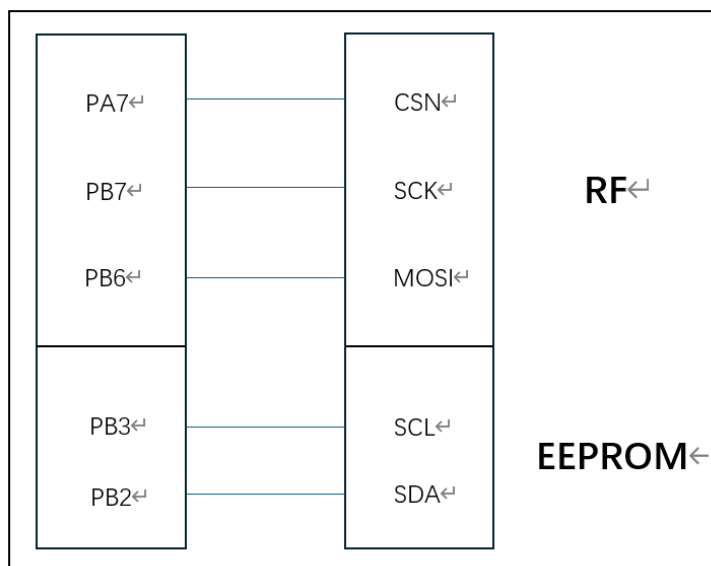 PA7↵ CSN↵
PB7↵ SCK↵ RF↵
PB6↵ MOSI↵
PB3↵ SCL↵
EEPROM←
PB2↵ SDA↵